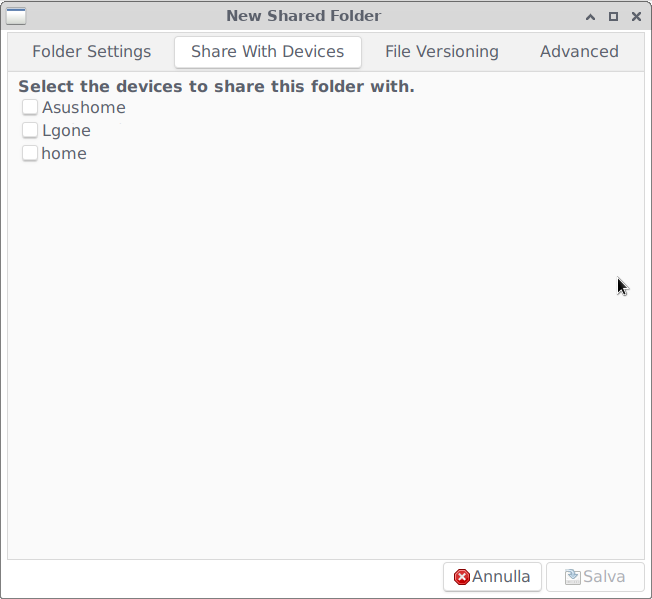 New Shared Folder
Folder Settings Share With Devices File Versioning Advanced
Select the devices to share this folder with.
Asushome
Lgone
home
Annulla Salva